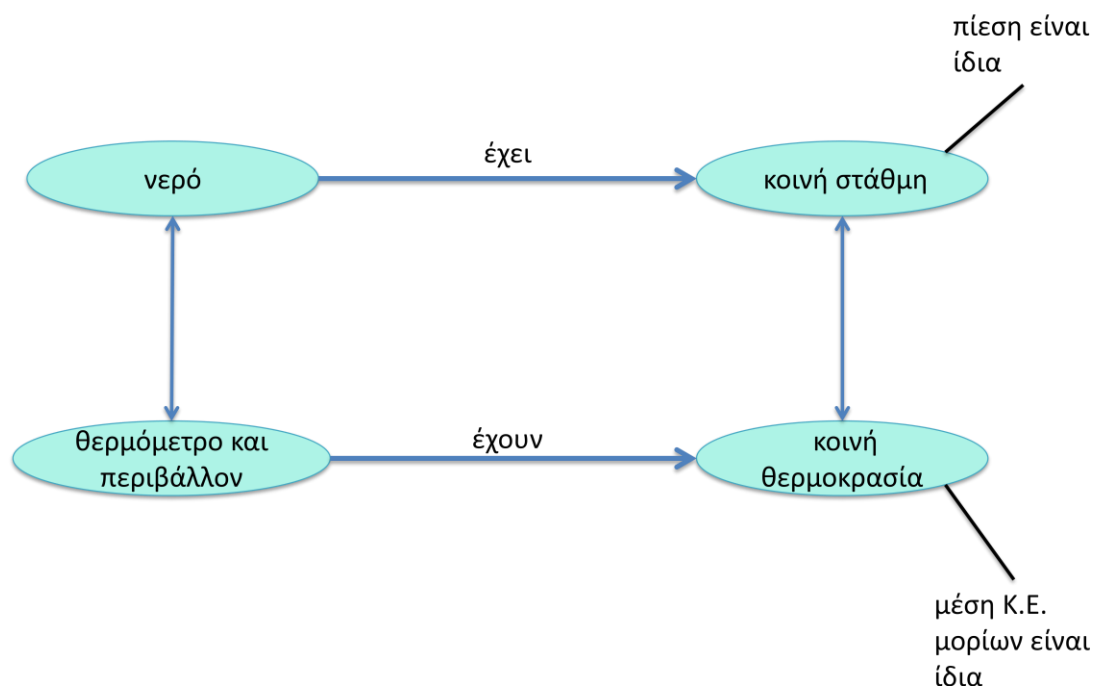 πίεση είναι
ίδια
νερό
έχει
κοινή στάθμη
θερμόμετρο και
περιβάλλον
έχουν
κοινή
θερμοκρασία
μέση Κ.Ε.
μορίων είναι
ίδια